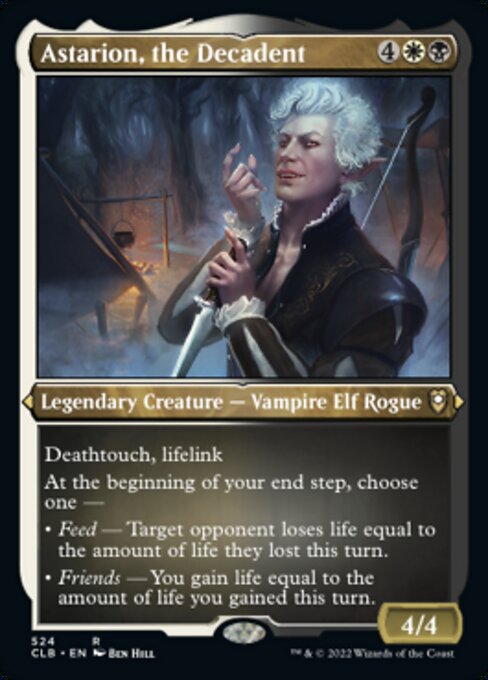 Astarion, the Decadent 4
Legendary Creature — Vampire Elf Rogue
Deathtouch, lifelink
At the beginning of your end step, choose
one —
• Feed — Target opponent loses life equal to
the amount of life they lost this turn.
• Friends — You gain life equal to the
amount of life you gained this turn.
4/4
524 R
CLB • EN Ben Hill
™ & © 2022 Wizards of the Coast